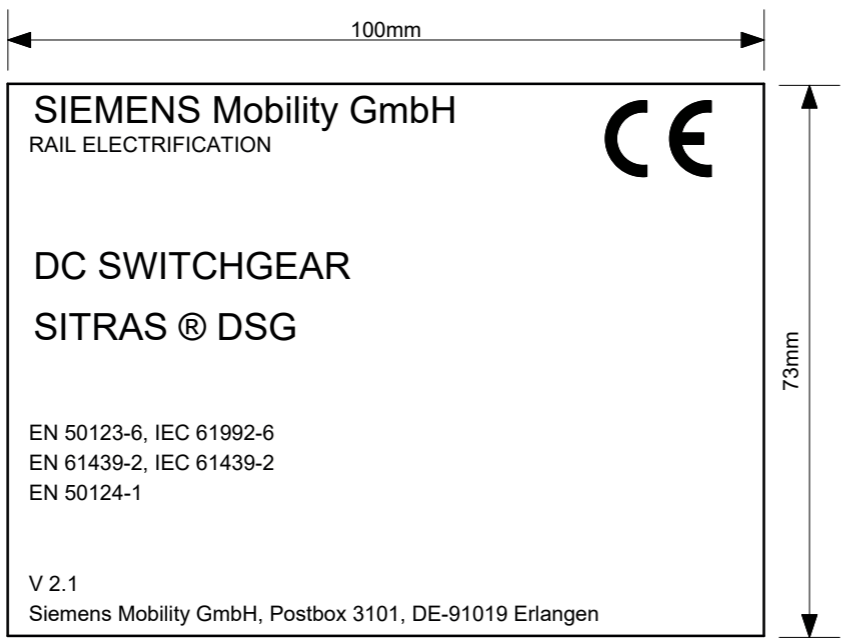 100mm
SIEMENS Mobility GmbH
RAIL ELECTRIFICATION
CE
DC SWITCHGEAR
SITRAS ® DSG
73mm
EN 50123-6, IEC 61992-6
EN 61439-2, IEC 61439-2
EN 50124-1
V 2.1
Siemens Mobility GmbH, Postbox 3101, DE-91019 Erlangen